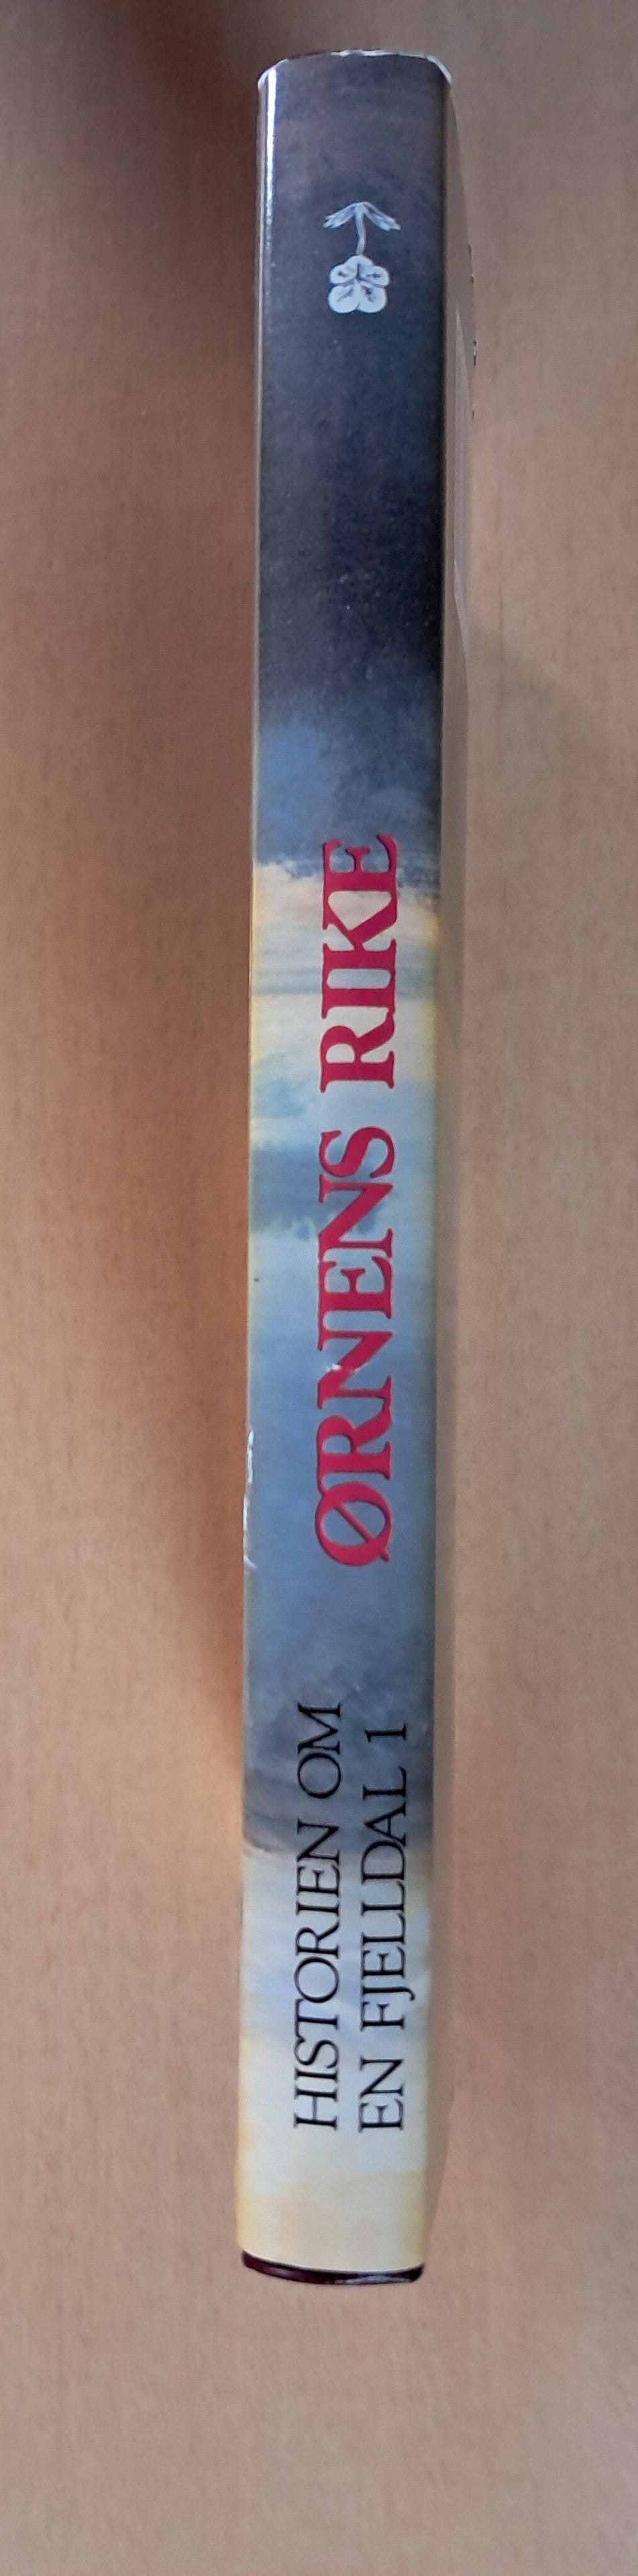 HISTORIEN OM
EN FJELLDAL 1
ØRNENS RIKE